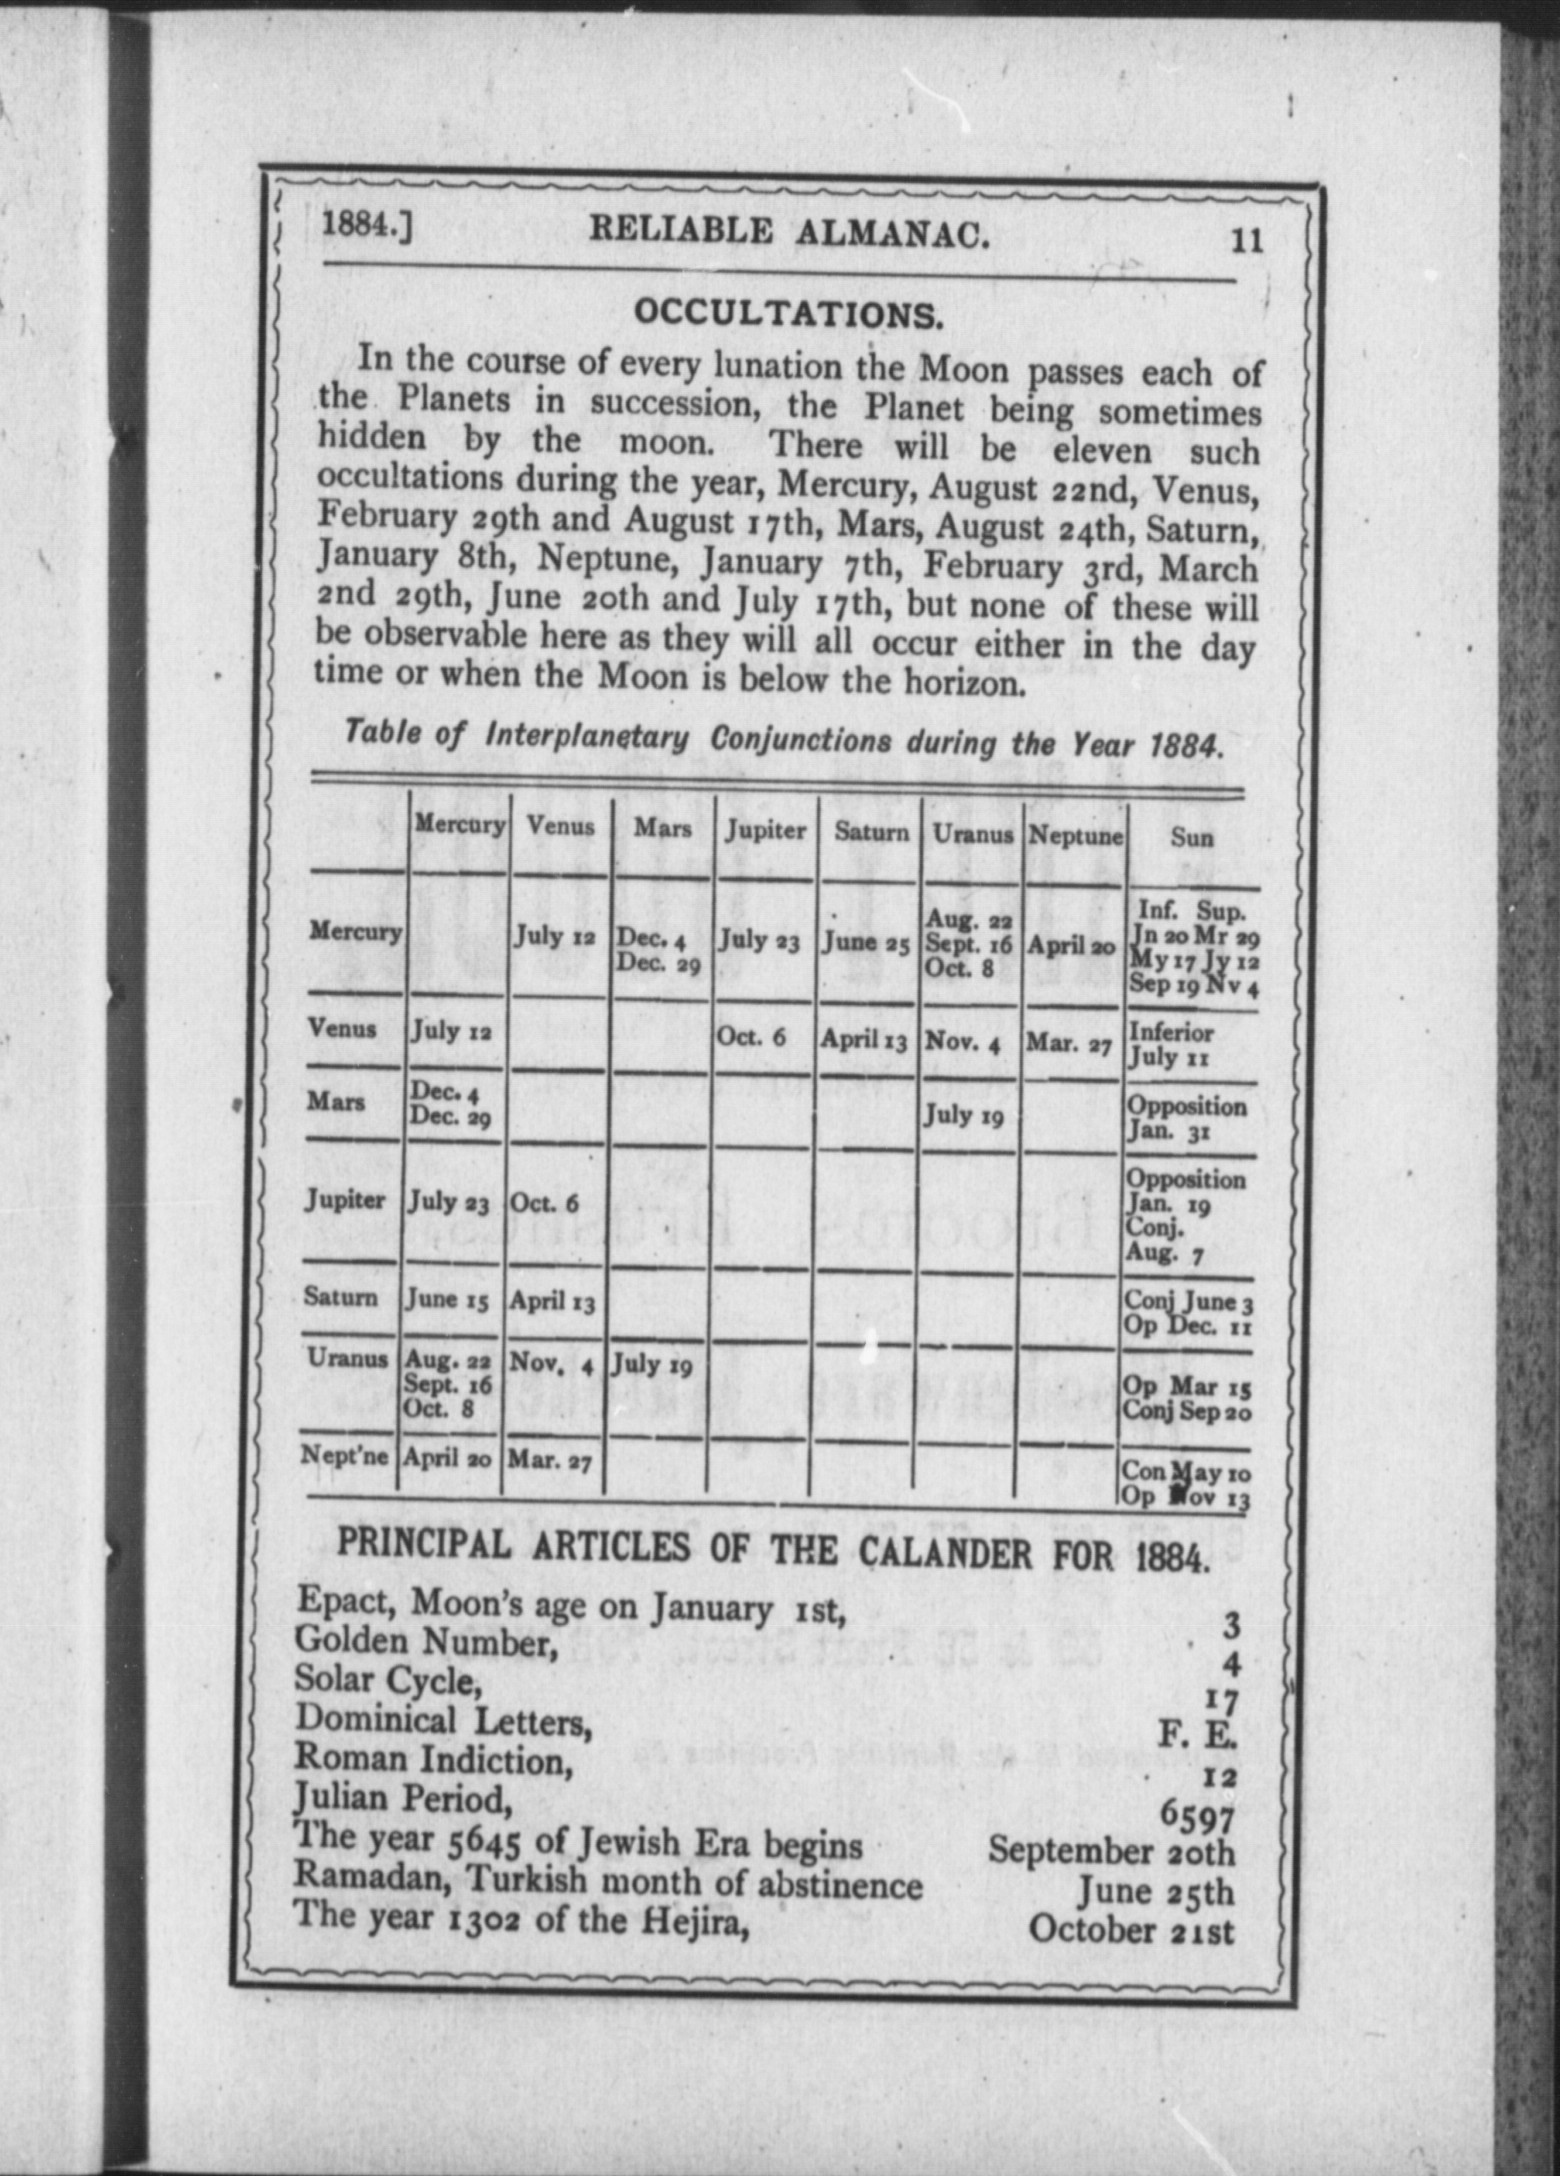 1884.] RELIABLE ALMANAC. 11
OCCULTATIONS.
In the course of every lunation the Moon passes each of
the Planets in succession, the Planet being sometimes
hidden by the moon. There will be eleven such
occultations during the year, Mercury, August 22nd, Venus,
February 29th and August 17th, Mars, August 24th, Saturn,
January 8th, Neptune, January 7th, February 3rd, March
2nd 29th, June 20th and July 17th, but none of these will
be observable here as they will all occur either in the day
time or when the Moon is below the horizon.
Table of Interplanetary Conjunctions during the Year 1884.
Mercury Venus Mars Jupiter Saturn Uranus Neptune Sun
Inf. Sup.
Aug. 22
Mercury July 12 Dec. 4 July 23 June 25 Sept. 16 April 20 Jn 20 Mr 29
Dec. 29 Oct. 8 My 17 Jy 12
Sep 19 Nv 4
Venus July 12 Oct. 6 April 13 Nov. 4 Mar. 27 Inferior
July 11
Mars Dec. 4 July 19 Opposition
Dec. 29 Jan. 31
Opposition
Jupiter July 23 Oct. 6 Jan. 19
Conj.
Aug. 7
Saturn June 15 April 13 Conj June 3
Op Dec. 11
Uranus Aug. 22 Nov. 4 July 19
Sept. 16 Op Mar 15
Oct. 8 Conj Sep 20
Nept'ne April 20 Mar. 27 Con May 10
Op Nov 13
PRINCIPAL ARTICLES OF THE CALANDER FOR 1884.
Epact, Moon's age on January 1st, 3
Golden Number, 4
Solar Cycle, 17
Dominical Letters, F. E.
Roman Indiction, 12
Julian Period, 6597
The year 5645 of Jewish Era begins September 20th
Ramadan, Turkish month of abstinence June 25th
The year 1302 of the Hejira, October 21st